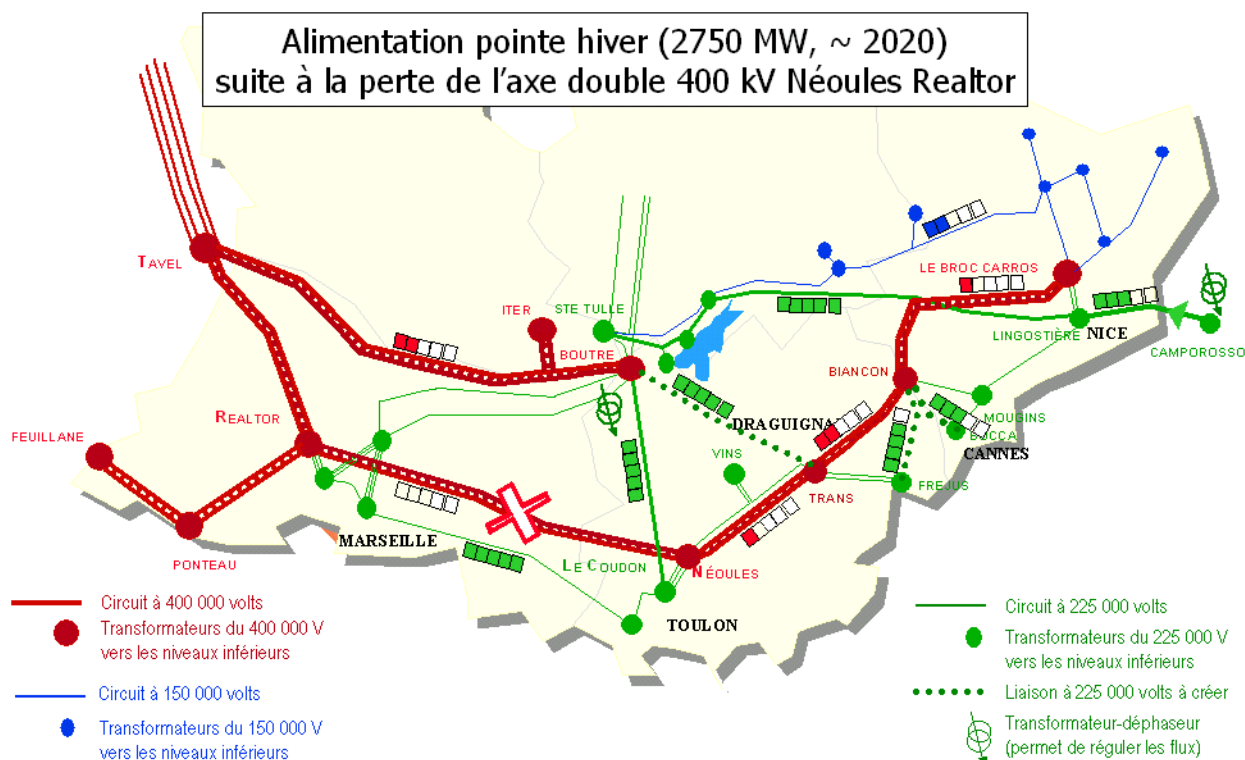 Alimentation pointe hiver (2750 MW, ~ 2020)
suite à la perte de l'axe double 400 kV Néoules Realtor
TAVEL
LE BROC CARROS
ITER
STE TULLE
BOUTRE
LINGOSTIÈRE
NICE
CAMPOROSSO
BIANCON
REALTOR
FEUILLANE
DRAGUIGNA
MOUGINS
BOCCA
CANNES
VINS
TRANS
FREJUS
MARSEILLE
PONTEAU
LE COUDON
NÉOULES
TOULON
Circuit à 400 000 volts
Transformateurs du 400 000 V
vers les niveaux inférieurs
Circuit à 150 000 volts
Transformateurs du 150 000 V
vers les niveaux inférieurs
Circuit à 225 000 volts
Transformateurs du 225 000 V
vers les niveaux inférieurs
Liaison à 225 000 volts à créer
Transformateur-déphaseur
(permet de réguler les flux)